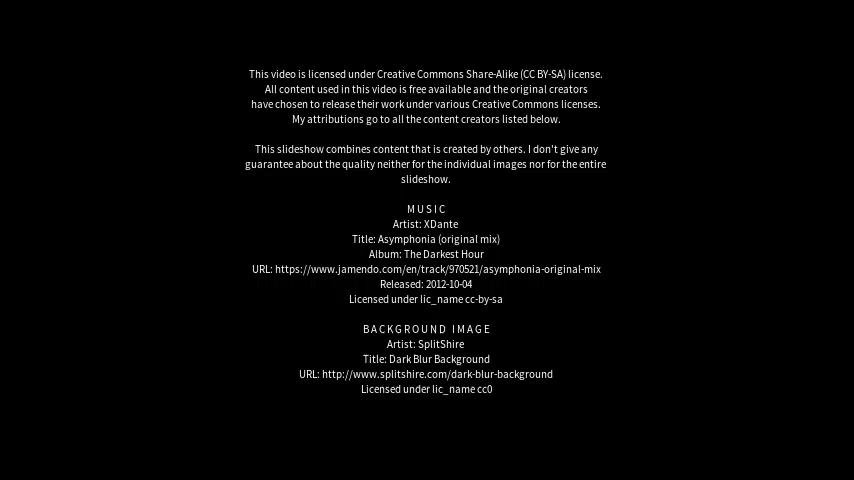 This video is licensed under Creative Commons Share-Alike (CC BY-SA) license.
All content used in this video is free available and the original creators
have chosen to release their work under various Creative Commons licenses.
My attributions go to all the content creators listed below.
This slideshow combines content that is created by others. I don't give any
guarantee about the quality neither for the individual images nor for the entire
slideshow.
MUSIC
Artist: XDante
Title: Asymphonia (original mix)
Album: The Darkest Hour
URL: https://www.jamendo.com/en/track/970521/asymphonia-original-mix
Released: 2012-10-04
Licensed under lic_name cc-by-sa
BACKGROUND IMAGE
Artist: SplitShire
Title: Dark Blur Background
URL: http://www.splitshire.com/dark-blur-background
Licensed under lic_name cc0